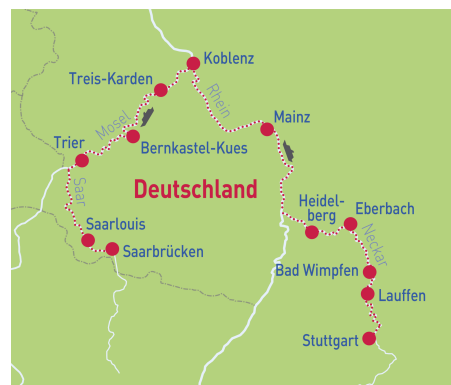 Koblenz
Treis-Karden
Rhein
Mosel
Mainz
Trier
Bernkastel-Kues
Deutschland
Saar
Heidel-
berg
Eberbach
Saarlouis
Neckar
Saarbrücken
Bad Wimpfen
Lauffen
Stuttgart